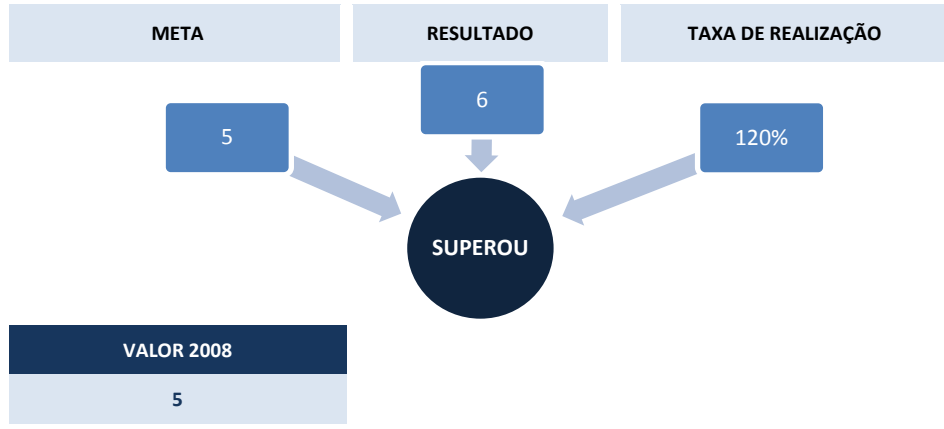 META
RESULTADO
TAXA DE REALIZAÇÃO
5
6
120%
SUPEROU
VALOR 2008
5